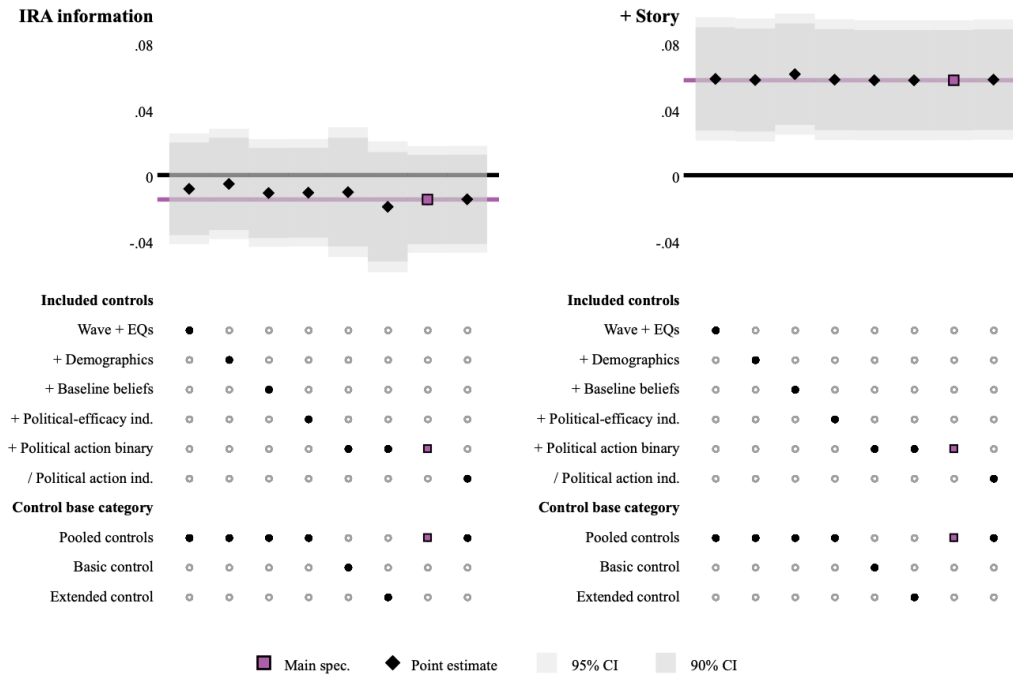 IRA information
.08
.04
0
-.04
Included controls
Wave + EQs
+ Demographics
+ Baseline beliefs
+ Political-efficacy ind.
+ Political action binary
/ Political action ind.
Control base category
Pooled controls
Basic control
Extended control
+ Story
.08
.04
0
-.04
Included controls
Wave + EQs
+ Demographics
+ Baseline beliefs
+ Political-efficacy ind.
+ Political action binary
/ Political action ind.
Control base category
Pooled controls
Basic control
Extended control
Main spec. Point estimate 95% CI 90% CI